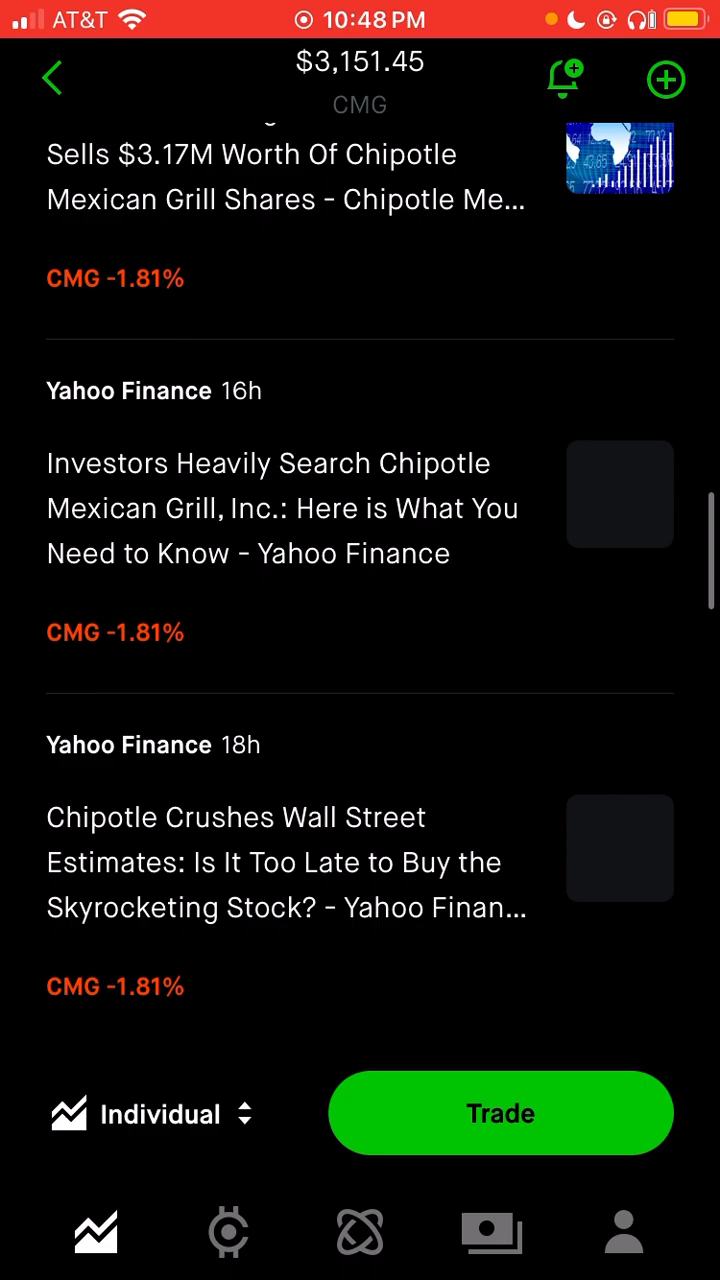 AT&T 10:48 PM
$3,151.45
CMG
Sells $3.17M Worth Of Chipotle
Mexican Grill Shares - Chipotle Me...
CMG -1.81%
Yahoo Finance 16h
Investors Heavily Search Chipotle
Mexican Grill, Inc.: Here is What You
Need to Know - Yahoo Finance
CMG -1.81%
Yahoo Finance 18h
Chipotle Crushes Wall Street
Estimates: Is It Too Late to Buy the
Skyrocketing Stock? - Yahoo Finan...
CMG -1.81%
Individual
Trade